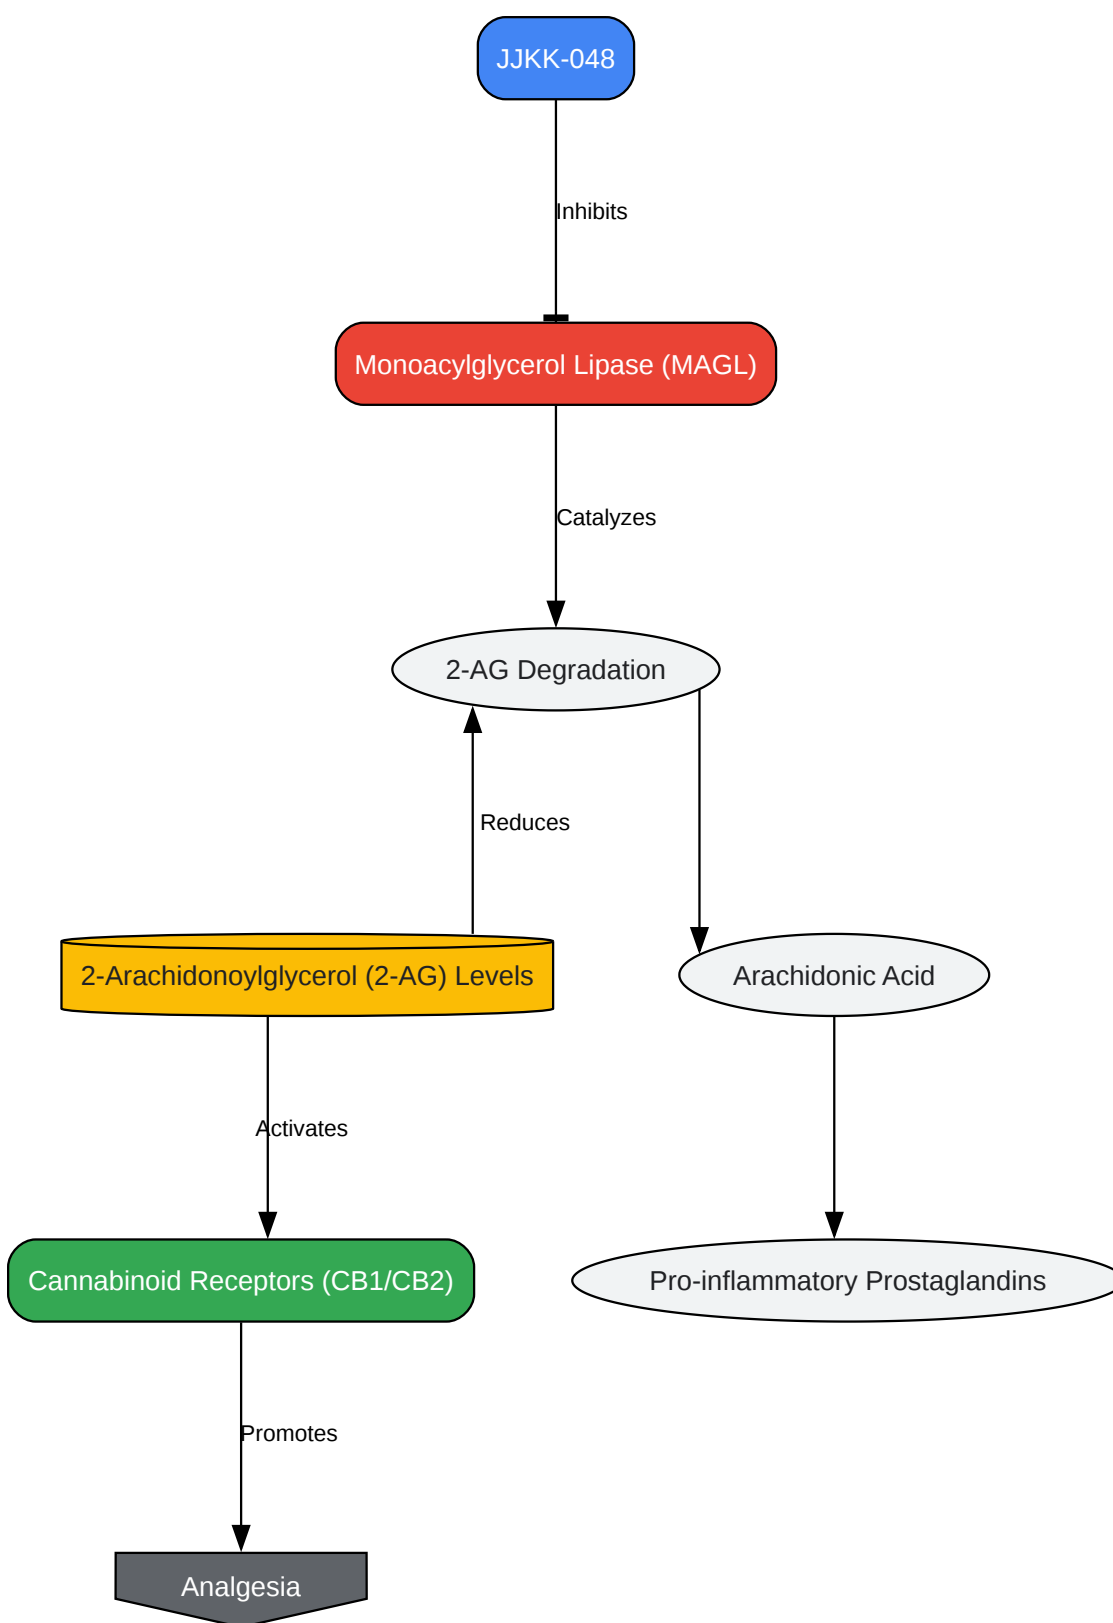 JJKK-048
Inhibits
Monoacylglycerol Lipase (MAGL)
Catalyzes
2-AG Degradation
Reduces
2-Arachidonoylglycerol (2-AG) Levels
Arachidonic Acid
Activates
Cannabinoid Receptors (CB1/CB2)
Pro-inflammatory Prostaglandins
Promotes
Analgesia